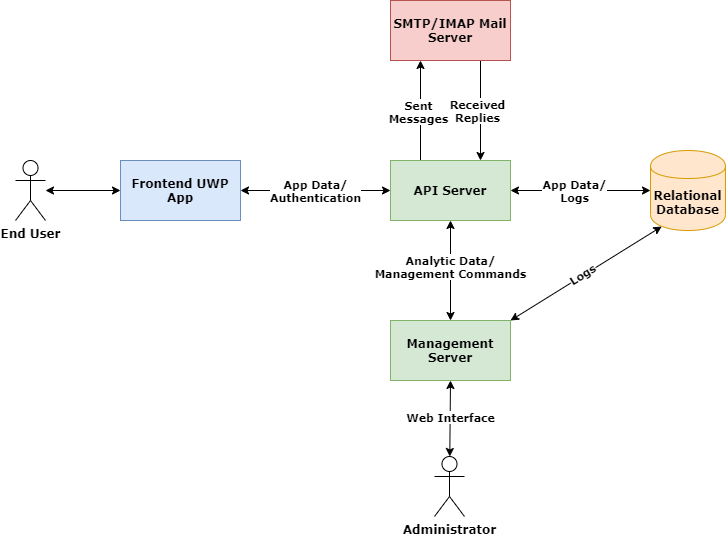 SMTP/IMAP Mail
Server
Sent
Messages
Received
Replies
Frontend UWP
App
App Data/
Authentication
API Server
App Data/
Logs
Relational
Database
End User
Analytic Data/
Management Commands
Logs
Management
Server
Web Interface
Administrator